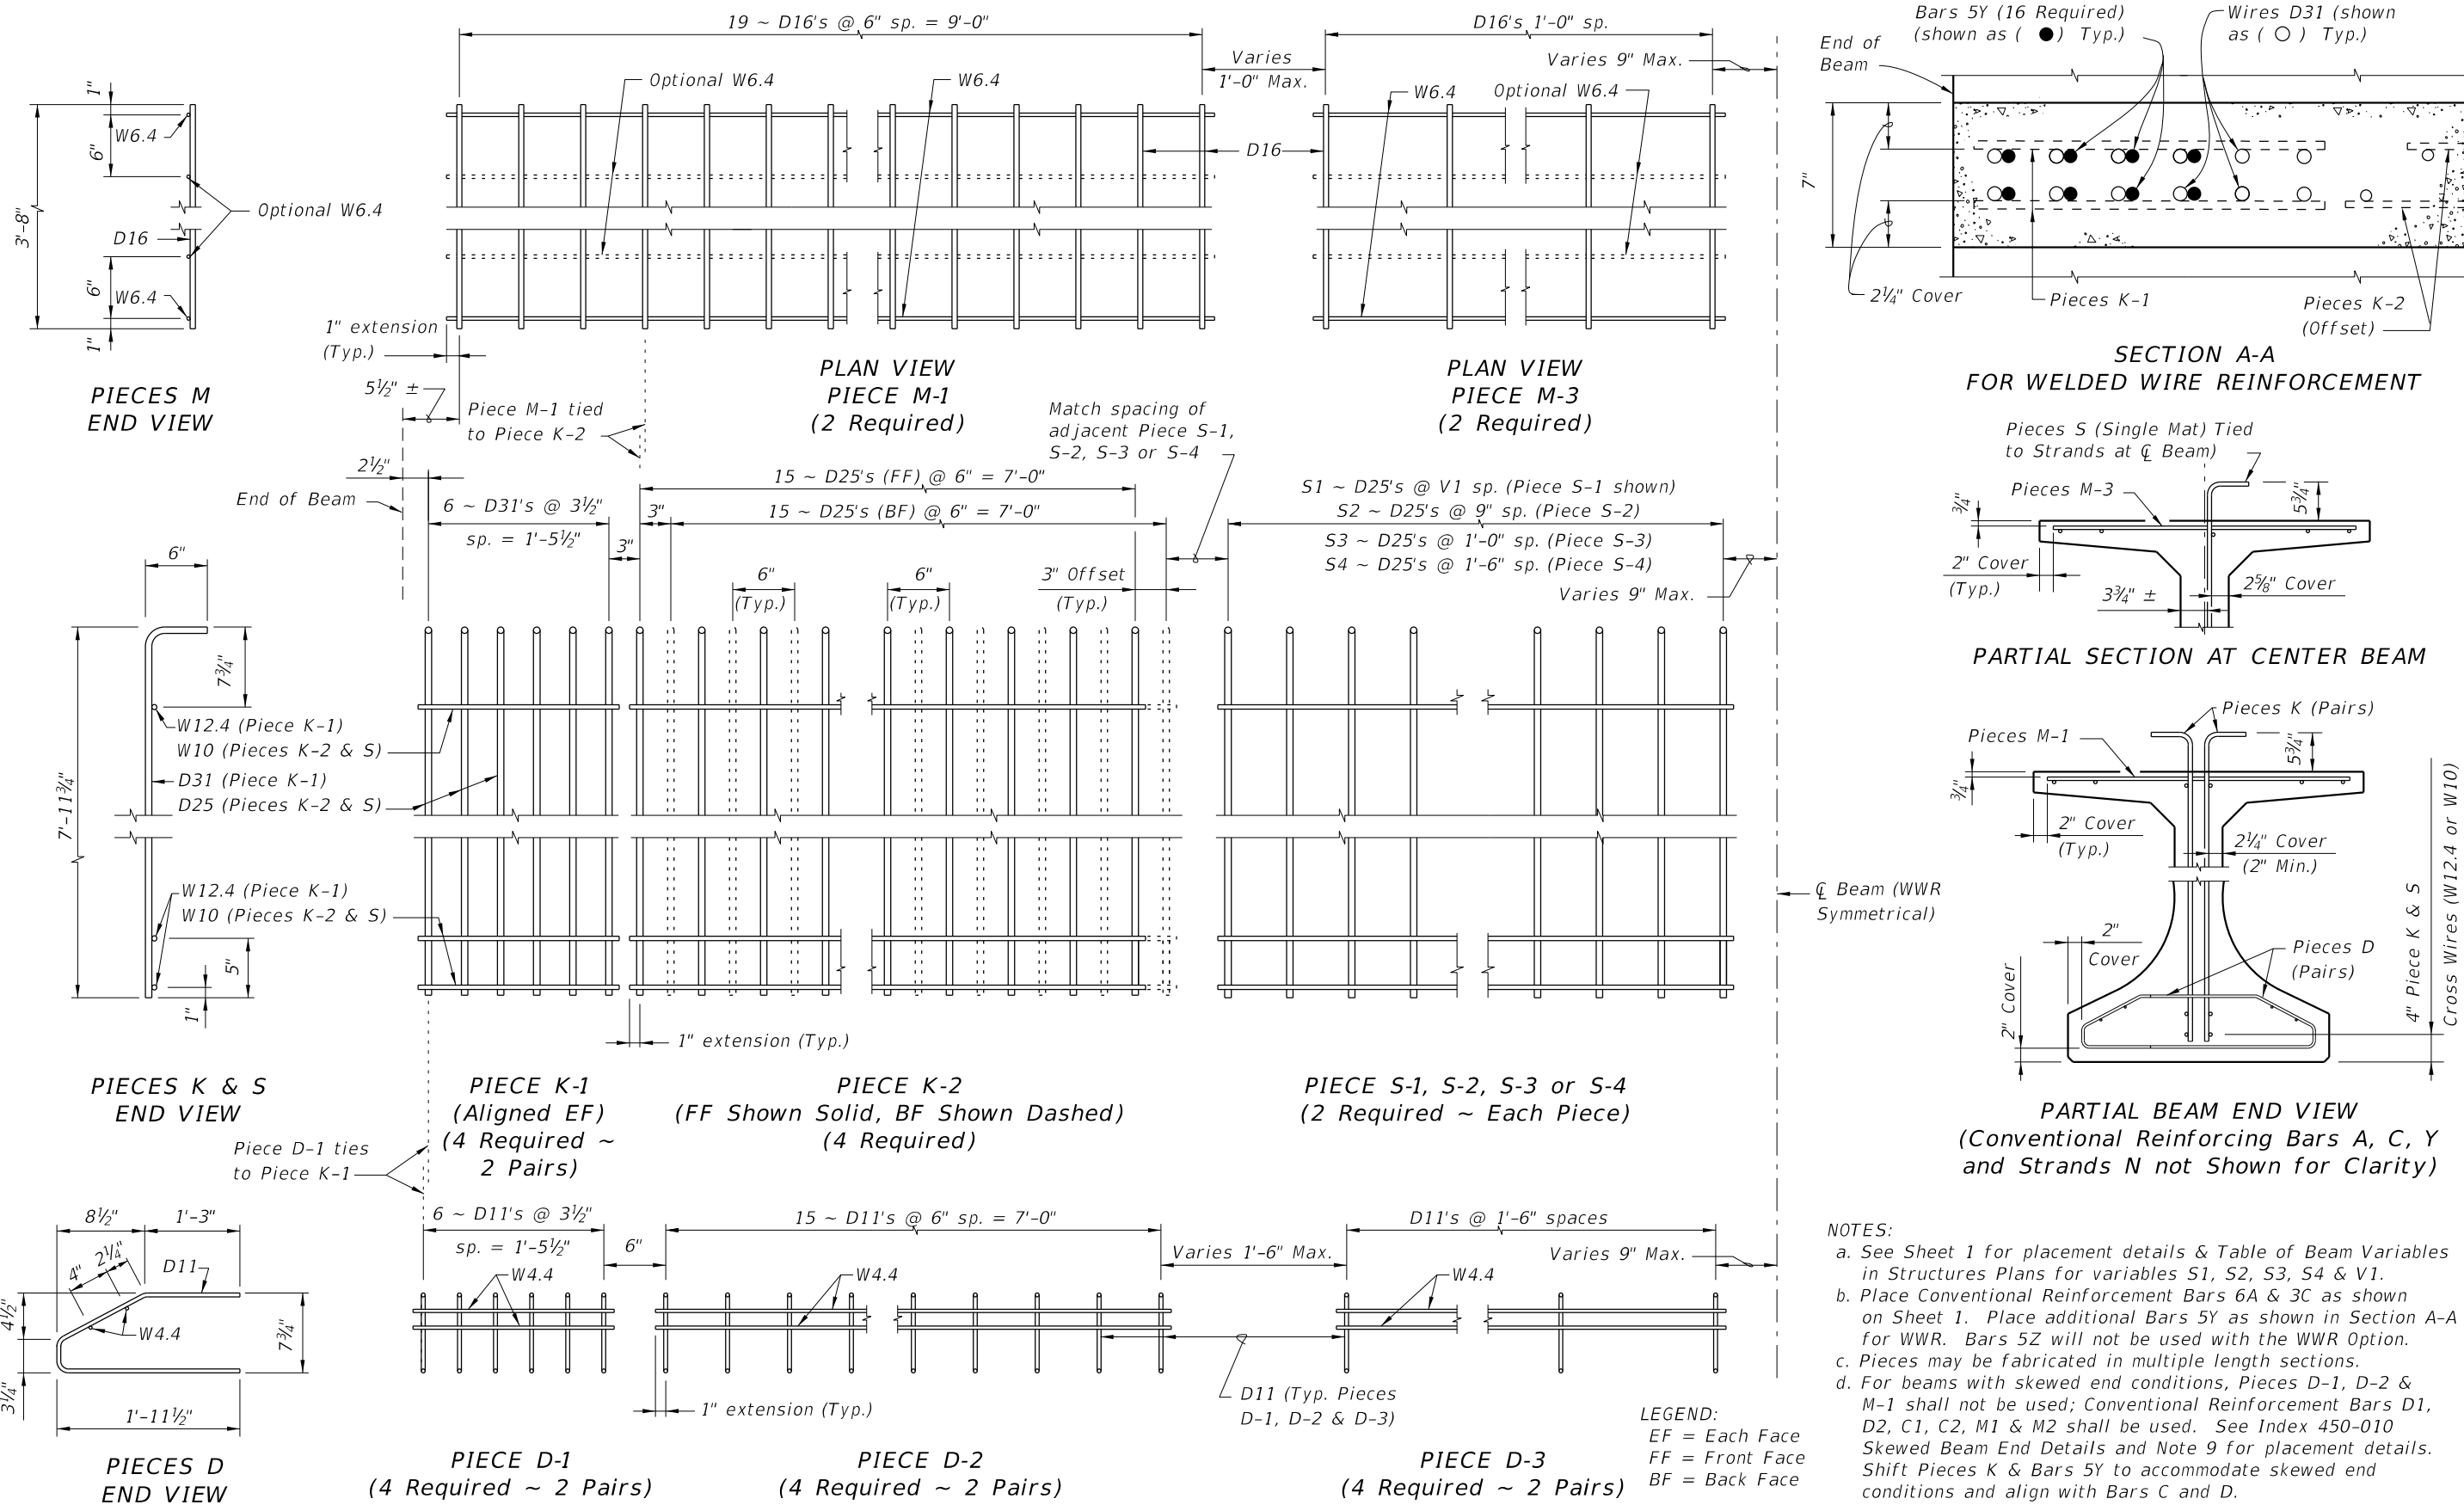 19 ~ D16's @ 6" sp. = 9'-0"
Varies
1'-0" Max.
D16's 1'-0" sp.
Varies 9" Max.
Optional W6.4
W6.4
W6.4
Optional W6.4
D16
1"
6"
W6.4
3'-8"
Optional W6.4
D16
6"
W6.4
1"
PIECES M
END VIEW
1" extension
(Typ.)
5½" ±
Piece M-1 tied
to Piece K-2
PLAN VIEW
PIECE M-1
(2 Required)
PLAN VIEW
PIECE M-3
(2 Required)
Bars 5Y (16 Required)
(shown as ( ● ) Typ.)
Wires D31 (shown
as ( ○ ) Typ.)
End of
Beam
7"
2¼" Cover
Pieces K-1
Pieces K-2
(Offset)
SECTION A-A
FOR WELDED WIRE REINFORCEMENT
2½"
End of Beam
6 ~ D31's @ 3½"
sp. = 1'-5½"
3"
3"
15 ~ D25's (FF) @ 6" = 7'-0"
15 ~ D25's (BF) @ 6" = 7'-0"
6"
(Typ.)
6"
(Typ.)
3" Offset
(Typ.)
Match spacing of
adjacent Piece S-1,
S-2, S-3 or S-4
S1 ~ D25's @ V1 sp. (Piece S-1 shown)
S2 ~ D25's @ 9" sp. (Piece S-2)
S3 ~ D25's @ 1'-0" sp. (Piece S-3)
S4 ~ D25's @ 1'-6" sp. (Piece S-4)
Varies 9" Max.
6"
7¾"
7'-11¾"
W12.4 (Piece K-1)
W10 (Pieces K-2 & S)
D31 (Piece K-1)
D25 (Pieces K-2 & S)
W12.4 (Piece K-1)
W10 (Pieces K-2 & S)
5"
1"
PIECES K & S
END VIEW
1" extension (Typ.)
PIECE K-1
(Aligned EF)
(4 Required ~
2 Pairs)
PIECE K-2
(FF Shown Solid, BF Shown Dashed)
(4 Required)
PIECE S-1, S-2, S-3 or S-4
(2 Required ~ Each Piece)
℄ Beam (WWR
Symmetrical)
Pieces S (Single Mat) Tied
to Strands at ℄ Beam)
Pieces M-3
¾"
5¾"
2" Cover
(Typ.)
3¾" ±
2⅝" Cover
PARTIAL SECTION AT CENTER BEAM
Pieces K (Pairs)
Pieces M-1
5¾"
¾"
2" Cover
(Typ.)
2¼" Cover
(2" Min.)
2"
Cover
2" Cover
Pieces D
(Pairs)
4" Piece K & S
Cross Wires (W12.4 or W10)
PARTIAL BEAM END VIEW
(Conventional Reinforcing Bars A, C, Y
and Strands N not Shown for Clarity)
Piece D-1 ties
to Piece K-1
8½"
1'-3"
4"
2¼"
D11
4½"
W4.4
7¾"
3¼"
1'-11½"
PIECES D
END VIEW
6 ~ D11's @ 3½"
sp. = 1'-5½"
6"
W4.4
15 ~ D11's @ 6" sp. = 7'-0"
W4.4
Varies 1'-6" Max.
D11's @ 1'-6" spaces
Varies 9" Max.
W4.4
1" extension (Typ.)
D11 (Typ. Pieces
D-1, D-2 & D-3)
PIECE D-1
(4 Required ~ 2 Pairs)
PIECE D-2
(4 Required ~ 2 Pairs)
PIECE D-3
(4 Required ~ 2 Pairs)
LEGEND:
EF = Each Face
FF = Front Face
BF = Back Face
NOTES:
a. See Sheet 1 for placement details & Table of Beam Variables
in Structures Plans for variables S1, S2, S3, S4 & V1.
b. Place Conventional Reinforcement Bars 6A & 3C as shown
on Sheet 1. Place additional Bars 5Y as shown in Section A-A
for WWR. Bars 5Z will not be used with the WWR Option.
c. Pieces may be fabricated in multiple length sections.
d. For beams with skewed end conditions, Pieces D-1, D-2 &
M-1 shall not be used; Conventional Reinforcement Bars D1,
D2, C1, C2, M1 & M2 shall be used. See Index 450-010
Skewed Beam End Details and Note 9 for placement details.
Shift Pieces K & Bars 5Y to accommodate skewed end
conditions and align with Bars C and D.